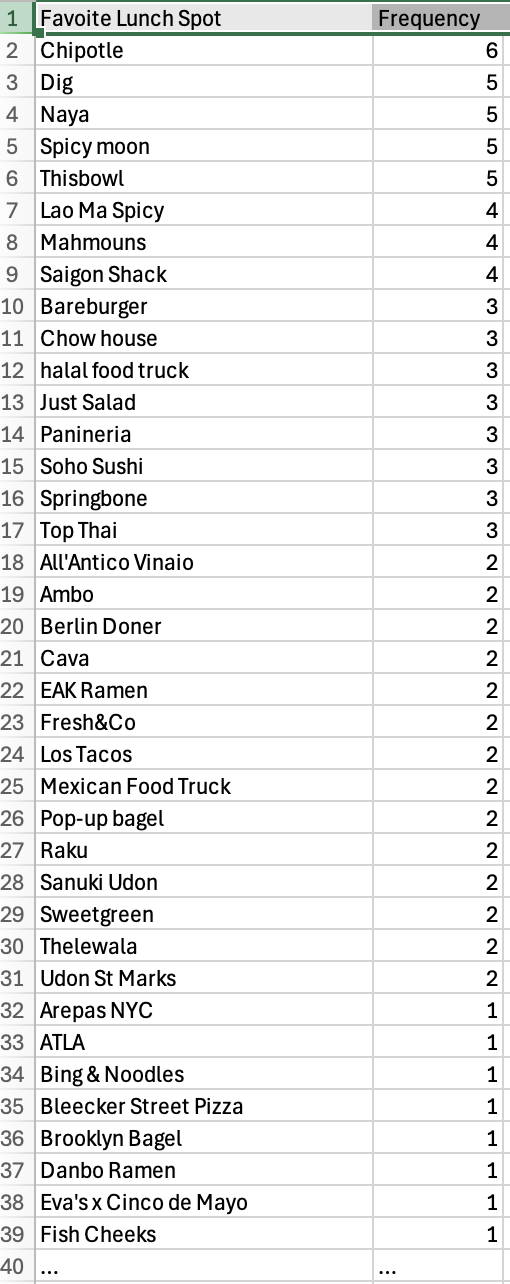 1 Favoite Lunch Spot Frequency
2 Chipotle 6
3 Dig 5
4 Naya 5
5 Spicy moon 5
6 Thisbowl 5
7 Lao Ma Spicy 4
8 Mahmouns 4
9 Saigon Shack 4
10 Bareburger 3
11 Chow house 3
12 halal food truck 3
13 Just Salad 3
14 Panineria 3
15 Soho Sushi 3
16 Springbone 3
17 Top Thai 3
18 All'Antico Vinaio 2
19 Ambo 2
20 Berlin Doner 2
21 Cava 2
22 EAK Ramen 2
23 Fresh&Co 2
24 Los Tacos 2
25 Mexican Food Truck 2
26 Pop-up bagel 2
27 Raku 2
28 Sanuki Udon 2
29 Sweetgreen 2
30 Thelewala 2
31 Udon St Marks 2
32 Arepas NYC 1
33 ATLA 1
34 Bing & Noodles 1
35 Bleecker Street Pizza 1
36 Brooklyn Bagel 1
37 Danbo Ramen 1
38 Eva's x Cinco de Mayo 1
39 Fish Cheeks 1
40 ... ...